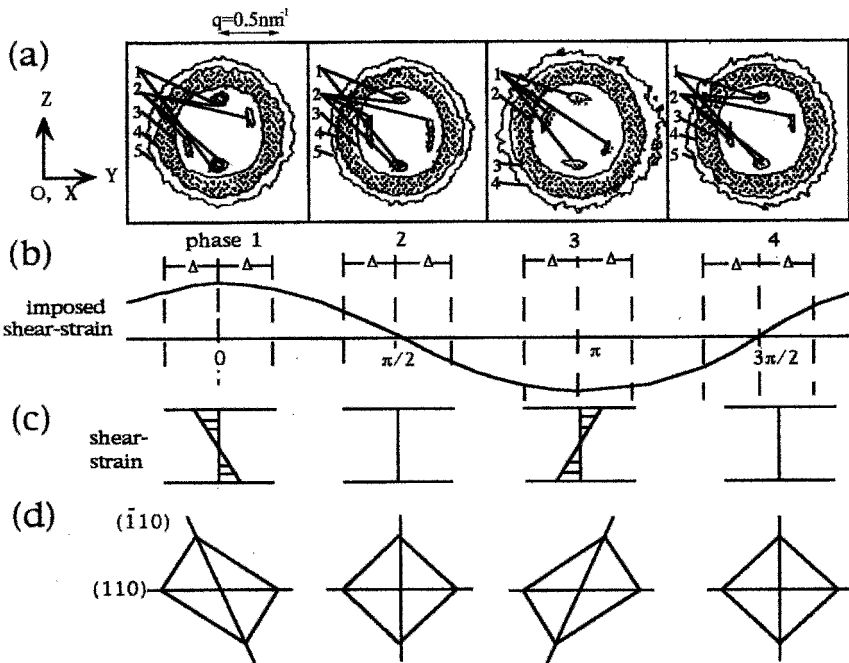 q=0.5nm⁻¹
(a)
Z
O, X
Y
1
2
3
4
5
1
2
3
4
5
1
2
3
4
1
2
3
4
5
phase 1
2
3
4
(b)
Δ Δ
Δ Δ
Δ Δ
Δ Δ
imposed
shear-strain
0
π/2
π
3π/2
(c)
shear-
strain
(d)
(1̄10)
(110)